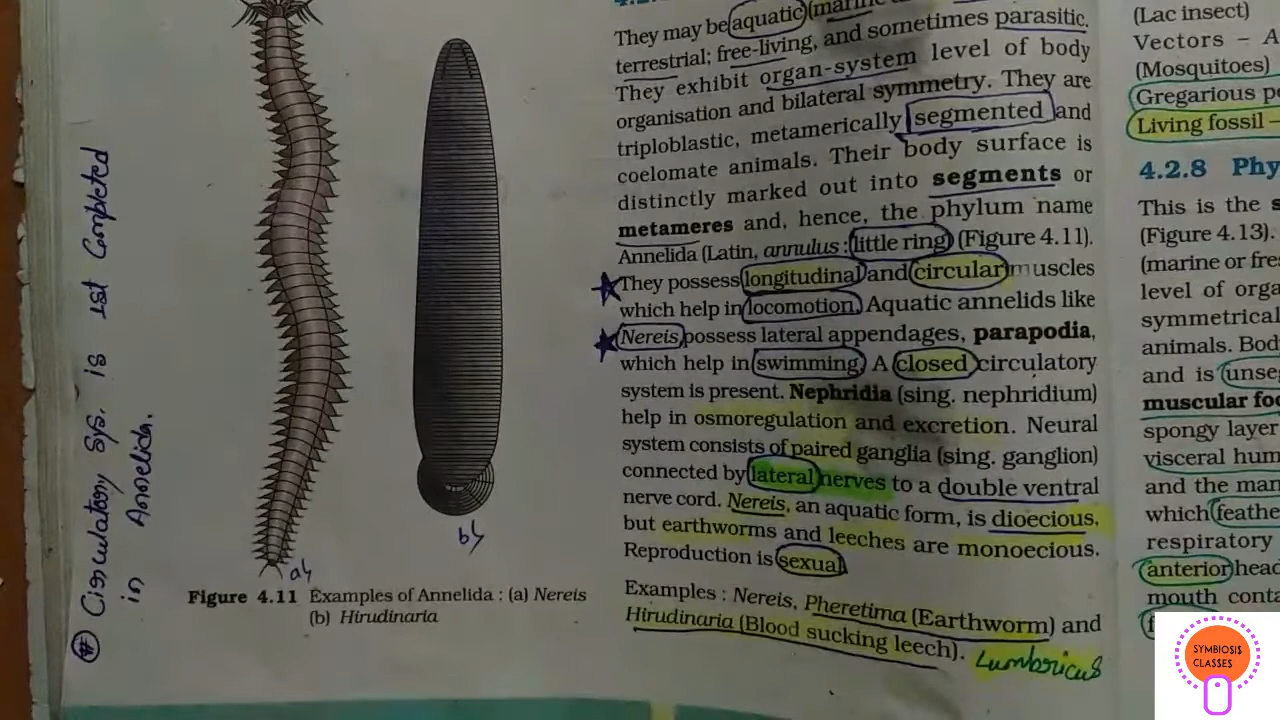 They may be aquatic (marine
terrestrial; free-living, and sometimes parasitic.
They exhibit organ-system level of body
organisation and bilateral symmetry. They are
triploblastic, metamerically segmented and
coelomate animals. Their body surface is
distinctly marked out into segments or
metameres and, hence, the phylum name
Annelida (Latin, annulus : little ring) (Figure 4.11).
They possess longitudinal and circular muscles
which help in locomotion. Aquatic annelids like
Nereis possess lateral appendages, parapodia,
which help in swimming. A closed circulatory
system is present. Nephridia (sing. nephridium)
help in osmoregulation and excretion. Neural
system consists of paired ganglia (sing. ganglion)
connected by lateral nerves to a double ventral
nerve cord. Nereis, an aquatic form, is dioecious,
but earthworms and leeches are monoecious.
Reproduction is sexual.
Examples : Nereis, Pheretima (Earthworm) and
Hirudinaria (Blood sucking leech). Lumbricus
a)
b)
Figure 4.11 Examples of Annelida : (a) Nereis
(b) Hirudinaria
# Circulatory sys. is 1st Completed
in Annelida.
(Lac insect)
Vectors – A
(Mosquitoes)
Gregarious pe
Living fossil –
4.2.8 Phy
This is the s
(Figure 4.13).
(marine or fres
level of orga
symmetrical
animals. Bod
and is unseg
muscular foo
spongy layer
visceral hum
and the man
which feathe
respiratory
anterior head
mouth conta
f
SYMBIOSIS
CLASSES